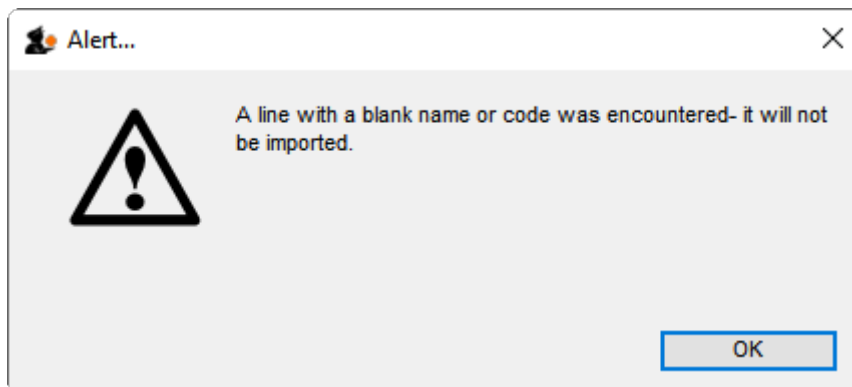 Alert...
A line with a blank name or code was encountered- it will not
be imported.
OK